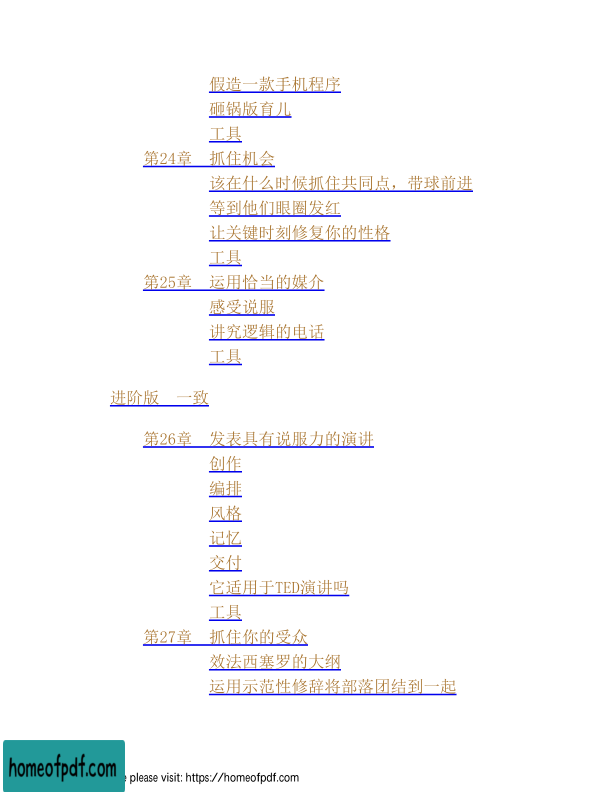 假造一款手机程序
砸锅版育儿
工具
第24章 抓住机会
该在什么时候抓住共同点，带球前进
等到他们眼圈发红
让关键时刻修复你的性格
工具
第25章 运用恰当的媒介
感受说服
讲究逻辑的电话
工具
进阶版 一致
第26章 发表具有说服力的演讲
创作
编排
风格
记忆
交付
它适用于TED演讲吗
工具
第27章 抓住你的受众
效法西塞罗的大纲
运用示范性修辞将部落团结到一起
homeofpdf.com
please visit: https://homeofpdf.com